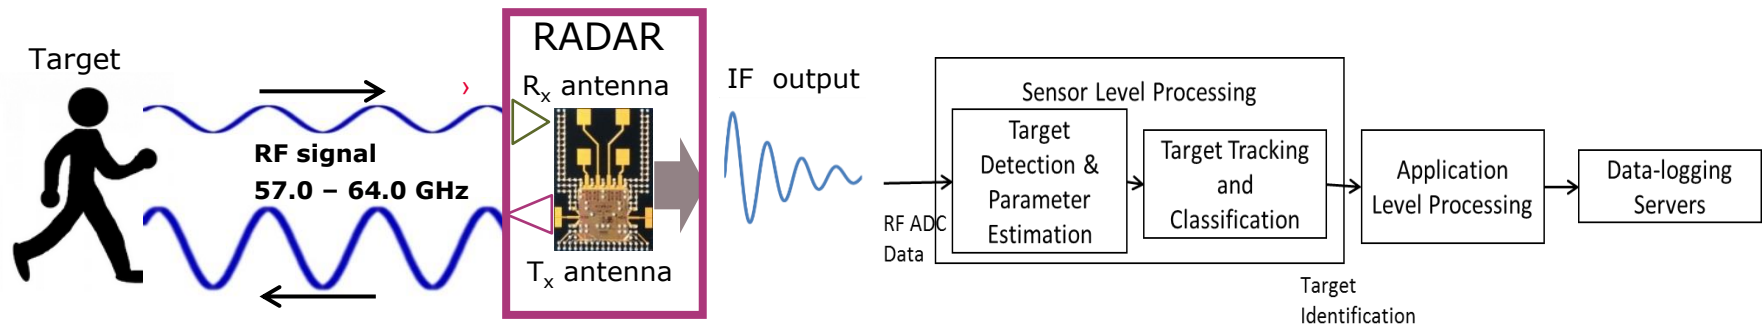 Target
RF signal
57.0 – 64.0 GHz
RADAR
Rx antenna
Tx antenna
IF output
RF ADC
Data
Sensor Level Processing
Target
Detection &
Parameter
Estimation
Target Tracking
and
Classification
Target
Identification
Application
Level Processing
Data-logging
Servers